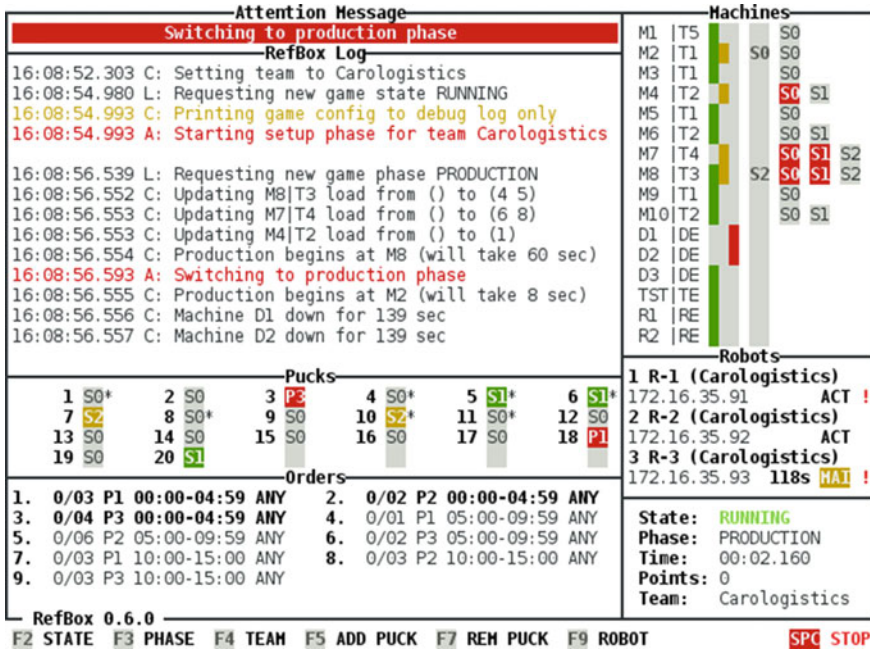 Attention Message
Switching to production phase
RefBox Log
16:08:52.303 C: Setting team to Carologistics
16:08:54.980 L: Requesting new game state RUNNING
16:08:54.993 C: Printing game config to debug log only
16:08:54.993 A: Starting setup phase for team Carologistics
16:08:56.539 L: Requesting new game phase PRODUCTION
16:08:56.552 C: Updating M8|T3 load from () to (4 5)
16:08:56.553 C: Updating M7|T4 load from () to (6 8)
16:08:56.553 C: Updating M4|T2 load from () to (1)
16:08:56.554 C: Production begins at M8 (will take 60 sec)
16:08:56.593 A: Switching to production phase
16:08:56.555 C: Production begins at M2 (will take 8 sec)
16:08:56.556 C: Machine D1 down for 139 sec
16:08:56.557 C: Machine D2 down for 139 sec
Machines
M1 |T5 S0
M2 |T1 S0 S0
M3 |T1 S0
M4 |T2 S0 S1
M5 |T1 S0
M6 |T2 S0 S1
M7 |T4 S0 S1 S2
M8 |T3 S2 S0 S1 S2
M9 |T1 S0
M10|T2 S0 S1
D1 |DE
D2 |DE
D3 |DE
TST|TE
R1 |RE
R2 |RE
Pucks
1 S0* 2 S0 3 P3 4 S0* 5 S1* 6 S1*
7 S2 8 S0* 9 S0 10 S2* 11 S0* 12 S0
13 S0 14 S0 15 S0 16 S0 17 S0 18 P1
19 S0 20 S1
Robots
1 R-1 (Carologistics)
172.16.35.91 ACT !
2 R-2 (Carologistics)
172.16.35.92 ACT
3 R-3 (Carologistics)
172.16.35.93 118s MAI !
Orders
1. 0/03 P1 00:00-04:59 ANY 2. 0/02 P2 00:00-04:59 ANY
3. 0/04 P3 00:00-04:59 ANY 4. 0/01 P1 05:00-09:59 ANY
5. 0/06 P2 05:00-09:59 ANY 6. 0/02 P3 05:00-09:59 ANY
7. 0/03 P1 10:00-15:00 ANY 8. 0/03 P2 10:00-15:00 ANY
9. 0/03 P3 10:00-15:00 ANY
State: RUNNING
Phase: PRODUCTION
Time: 00:02.160
Points: 0
Team: Carologistics
RefBox 0.6.0
F2 STATE F3 PHASE F4 TEAM F5 ADD PUCK F7 REM PUCK F9 ROBOT SPC STOP